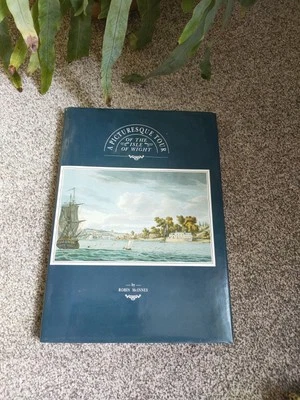 A PICTURESQUE TOUR
OF THE
ISLE
OF WIGHT
by
ROBIN McINNES